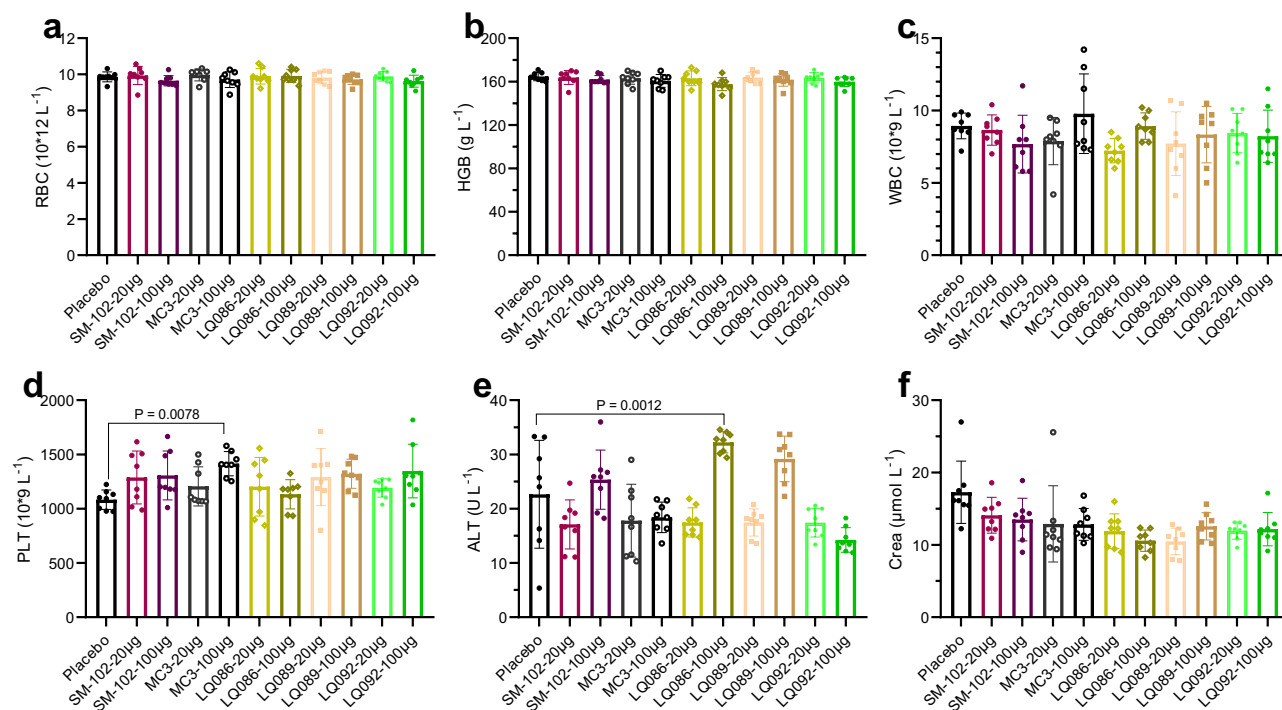 a
RBC (10*12 L⁻¹)
12
10
8
6
4
2
0
Placebo
SM-102-20µg
SM-102-100µg
MC3-20µg
MC3-100µg
LQ086-20µg
LQ086-100µg
LQ089-20µg
LQ089-100µg
LQ092-20µg
LQ092-100µg
b
HGB (g L⁻¹)
200
160
120
80
40
0
Placebo
SM-102-20µg
SM-102-100µg
MC3-20µg
MC3-100µg
LQ086-20µg
LQ086-100µg
LQ089-20µg
LQ089-100µg
LQ092-20µg
LQ092-100µg
c
WBC (10*9 L⁻¹)
15
10
5
0
Placebo
SM-102-20µg
SM-102-100µg
MC3-20µg
MC3-100µg
LQ086-20µg
LQ086-100µg
LQ089-20µg
LQ089-100µg
LQ092-20µg
LQ092-100µg
d
PLT (10*9 L⁻¹)
2000
1500
1000
500
0
P = 0.0078
Placebo
SM-102-20µg
SM-102-100µg
MC3-20µg
MC3-100µg
LQ086-20µg
LQ086-100µg
LQ089-20µg
LQ089-100µg
LQ092-20µg
LQ092-100µg
e
ALT (U L⁻¹)
40
30
20
10
0
P = 0.0012
Placebo
SM-102-20µg
SM-102-100µg
MC3-20µg
MC3-100µg
LQ086-20µg
LQ086-100µg
LQ089-20µg
LQ089-100µg
LQ092-20µg
LQ092-100µg
f
Crea (µmol L⁻¹)
30
20
10
0
Placebo
SM-102-20µg
SM-102-100µg
MC3-20µg
MC3-100µg
LQ086-20µg
LQ086-100µg
LQ089-20µg
LQ089-100µg
LQ092-20µg
LQ092-100µg